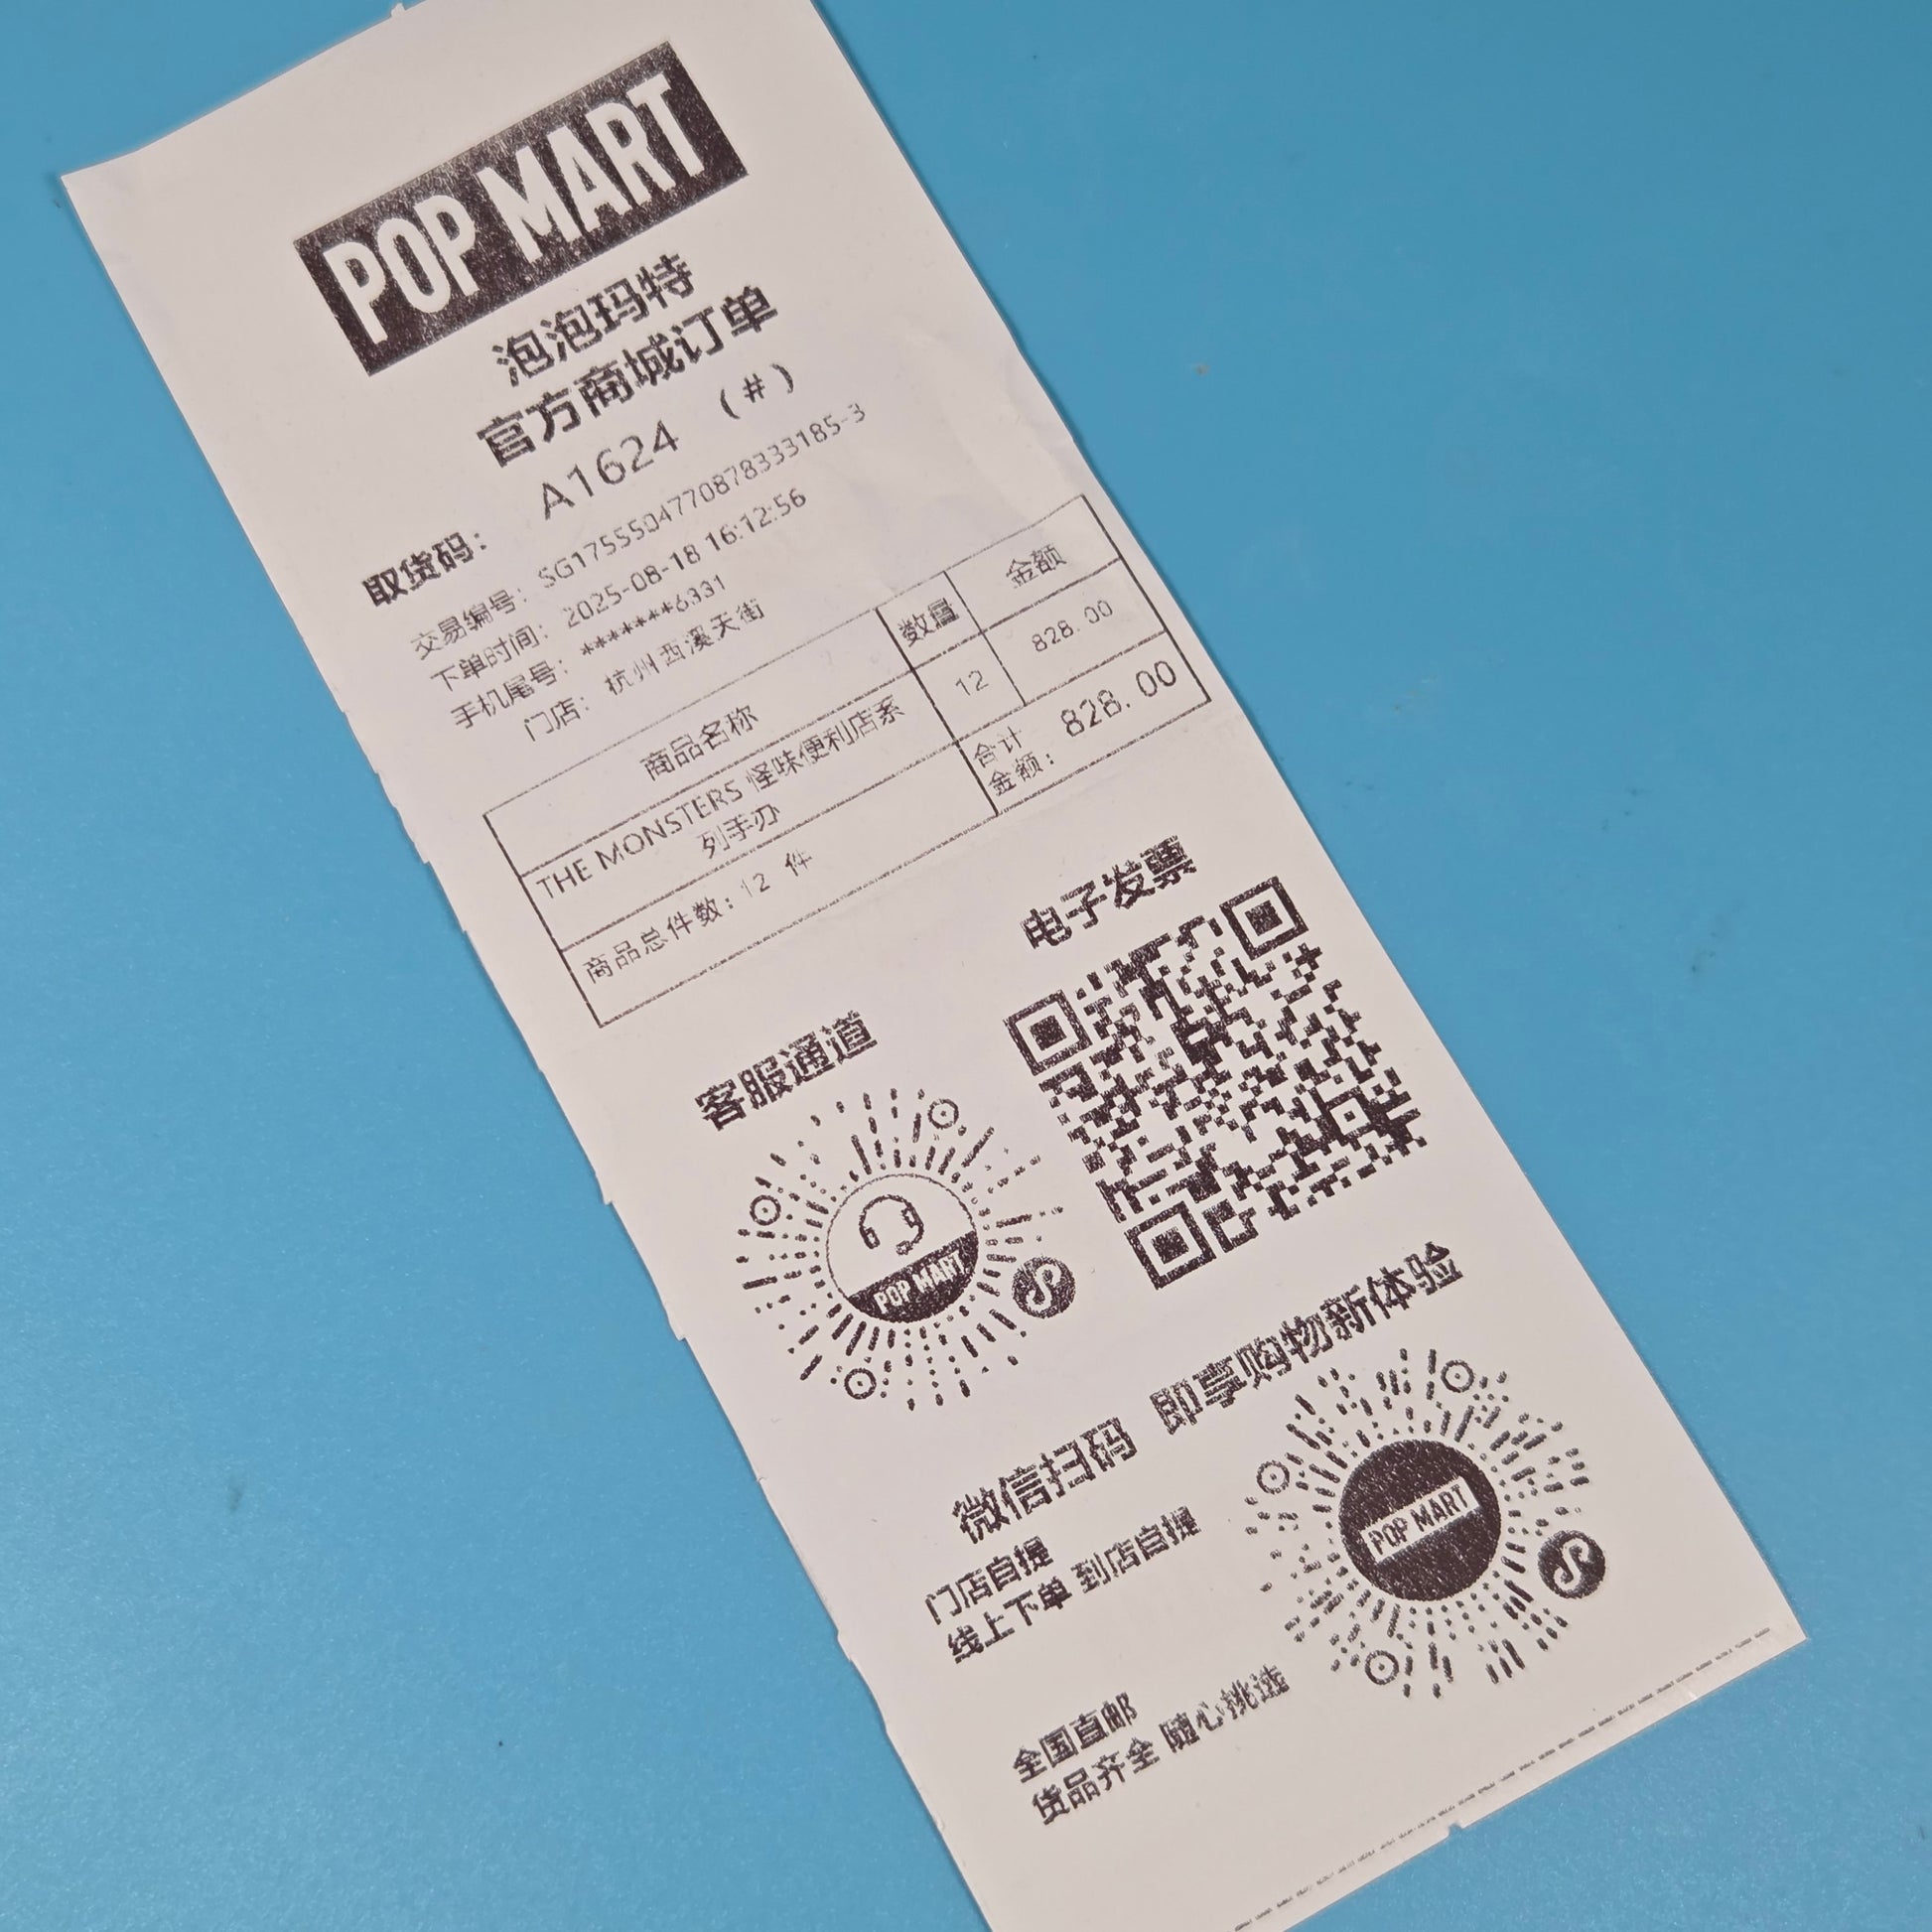 POP MART
泡泡玛特
官方商城订单
取货码： A1624 （#）
交易编号：SG1755504770878333185-3
下单时间：2025-08-18 16:12:56
手机尾号：*******6331
门店：杭州西溪天街
商品名称 数量 金额
THE MONSTERS 怪味便利店系 12 828.00
列手办
商品总件数：12 件 合计
金额： 828.00
客服通道 电子发票
POP MART
微信扫码 即享购物新体验
门店自提
线上下单 到店自提
POP MART
全国直邮
货品齐全 随心挑选